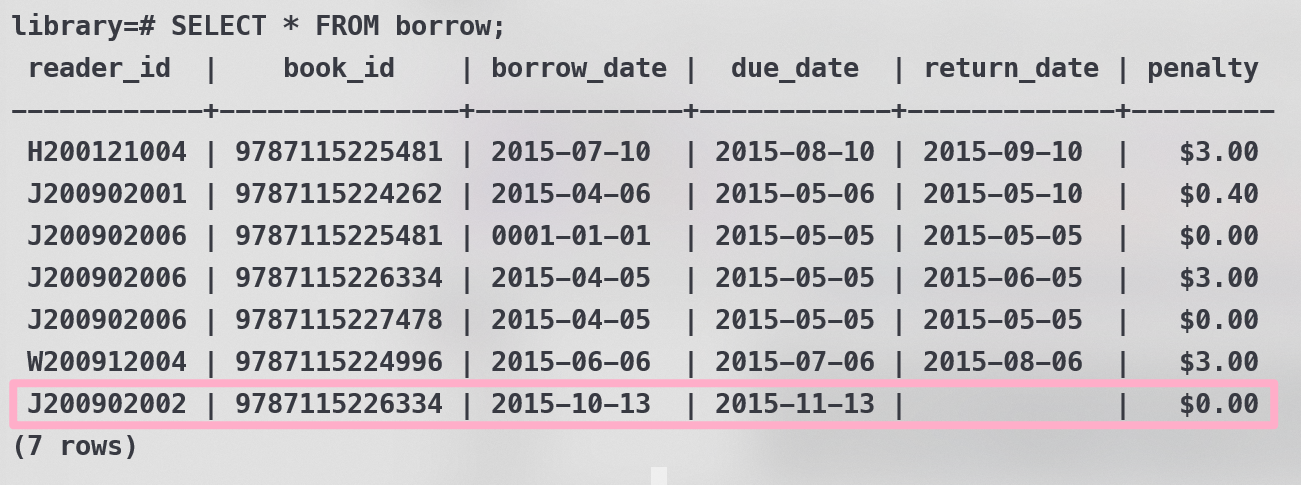 library=# SELECT * FROM borrow;
 reader_id  |    book_id    | borrow_date |  due_date  | return_date | penalty
------------+---------------+-------------+------------+-------------+---------
 H200121004 | 9787115225481 | 2015-07-10  | 2015-08-10 | 2015-09-10  |   $3.00
 J200902001 | 9787115224262 | 2015-04-06  | 2015-05-06 | 2015-05-10  |   $0.40
 J200902006 | 9787115225481 | 0001-01-01  | 2015-05-05 | 2015-05-05  |   $0.00
 J200902006 | 9787115226334 | 2015-04-05  | 2015-05-05 | 2015-06-05  |   $3.00
 J200902006 | 9787115227478 | 2015-04-05  | 2015-05-05 | 2015-05-05  |   $0.00
 W200912004 | 9787115224996 | 2015-06-06  | 2015-07-06 | 2015-08-06  |   $3.00
 J200902002 | 9787115226334 | 2015-10-13  | 2015-11-13 |             |   $0.00
(7 rows)